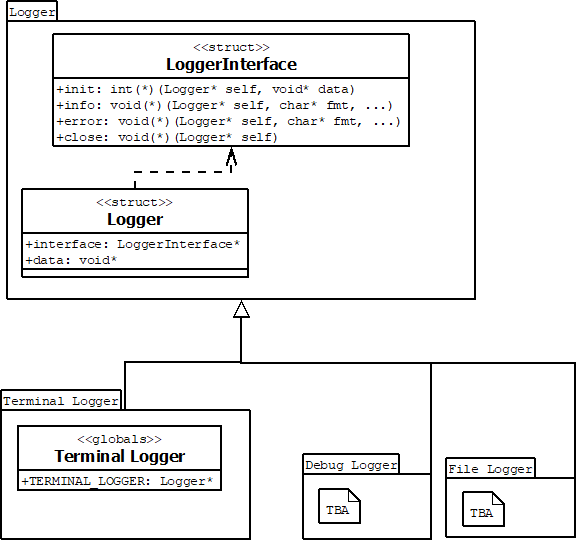 Logger
<<struct>>
LoggerInterface
+init: int(*)(Logger* self, void* data)
+info: void(*)(Logger* self, char* fmt, ...)
+error: void(*)(Logger* self, char* fmt, ...)
+close: void(*)(Logger* self)
<<struct>>
Logger
+interface: LoggerInterface*
+data: void*
Terminal Logger
<<globals>>
Terminal Logger
+TERMINAL_LOGGER: Logger*
Debug Logger
TBA
File Logger
TBA